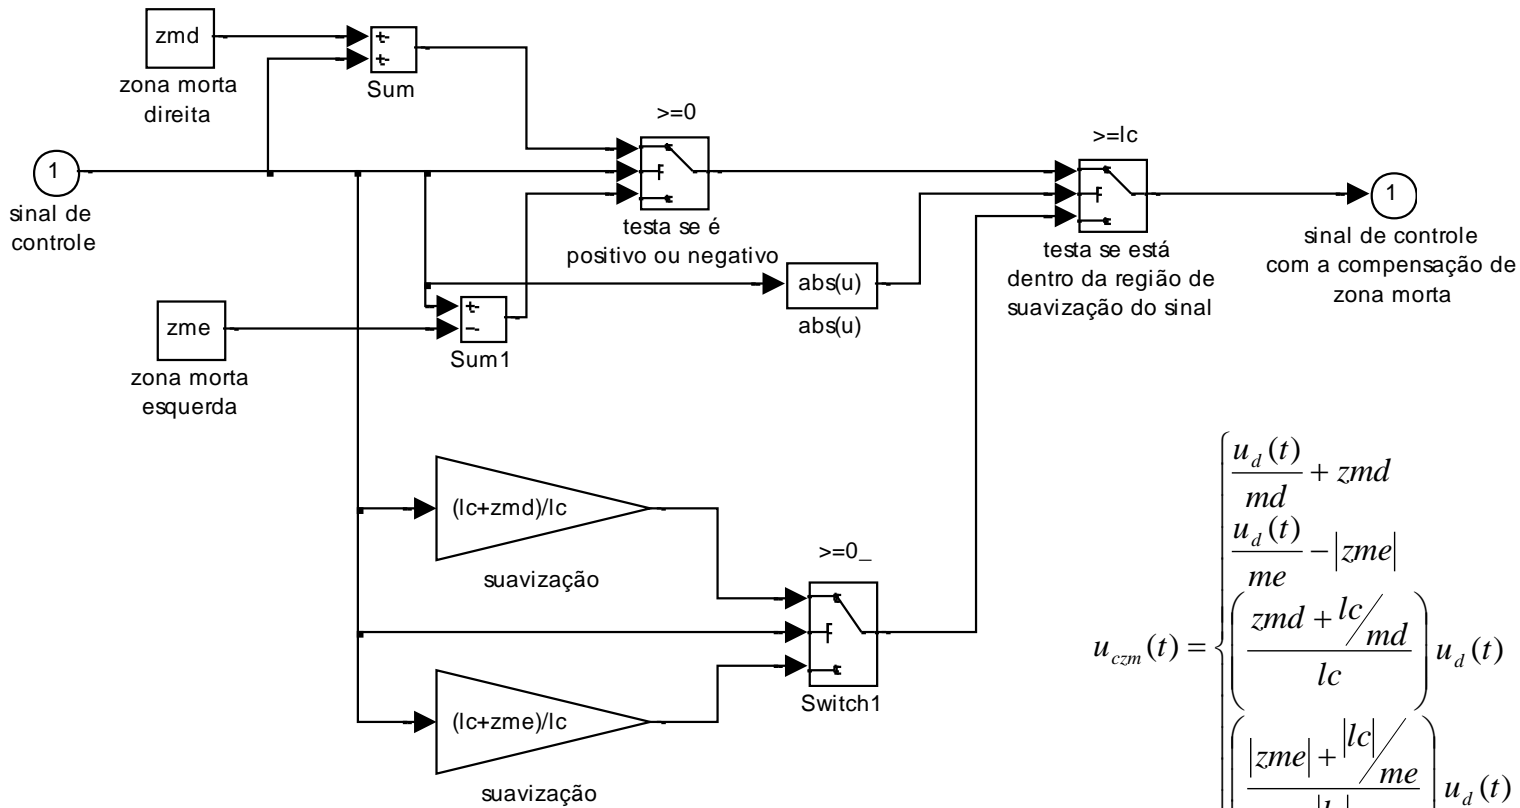 zmd
zona morta
direita
+
+
Sum
>=0
>=lc
1
sinal de
controle
testa se é
positivo ou negativo
1
sinal de controle
com a compensação de
zona morta
testa se está
dentro da região de
suavização do sinal
abs(u)
abs(u)
zme
zona morta
esquerda
+
−
Sum1
(lc+zmd)/lc
suavização
>=0_
Switch1
(lc+zme)/lc
suavização
u_czm(t) = {
u_d(t)/md + zmd
u_d(t)/me − |zme|
((zmd + lc/md)/lc) u_d(t)
((|zme| + |lc|/me)/|l
u_d(t)